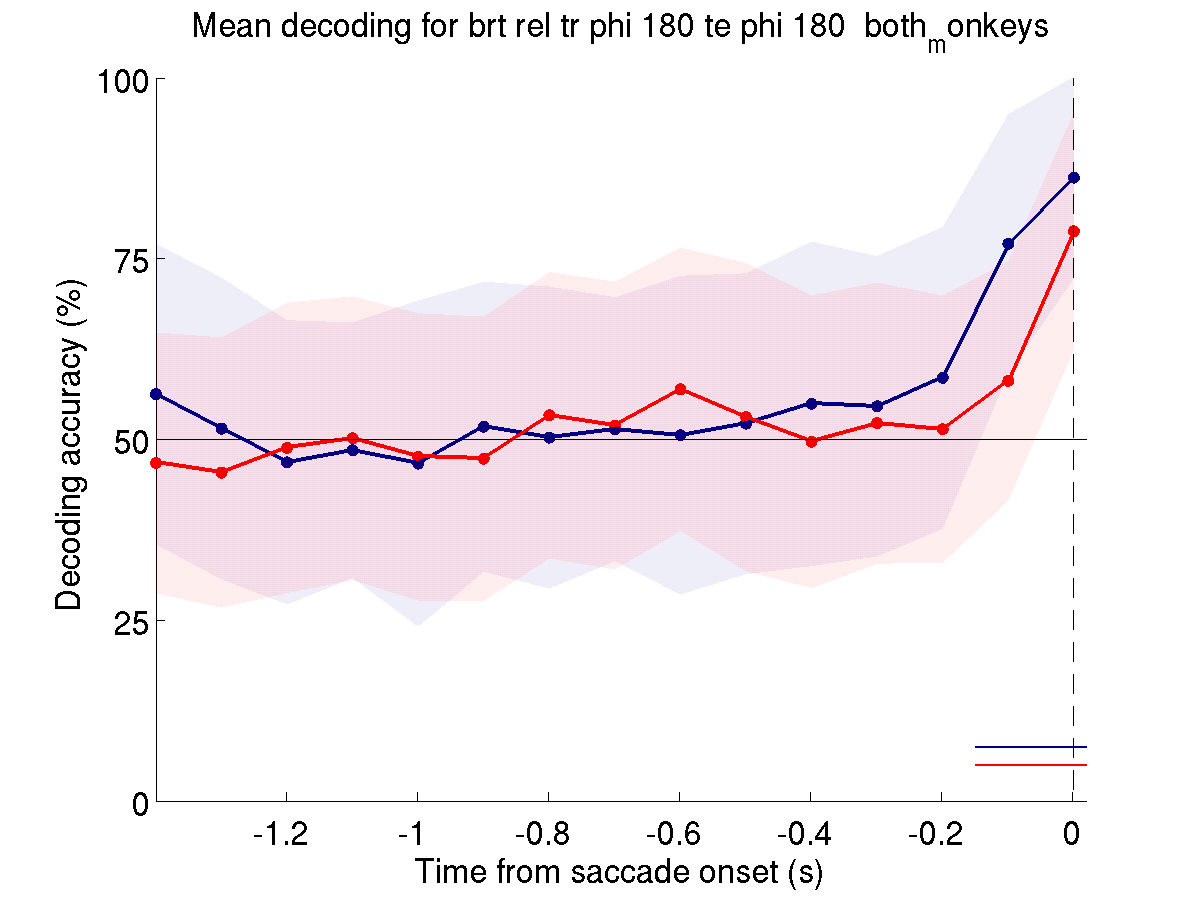 Mean decoding for brt rel tr phi 180 te phi 180 both_monkeys
100
75
50
25
0
Decoding accuracy (%)
-1.2 -1 -0.8 -0.6 -0.4 -0.2 0
Time from saccade onset (s)